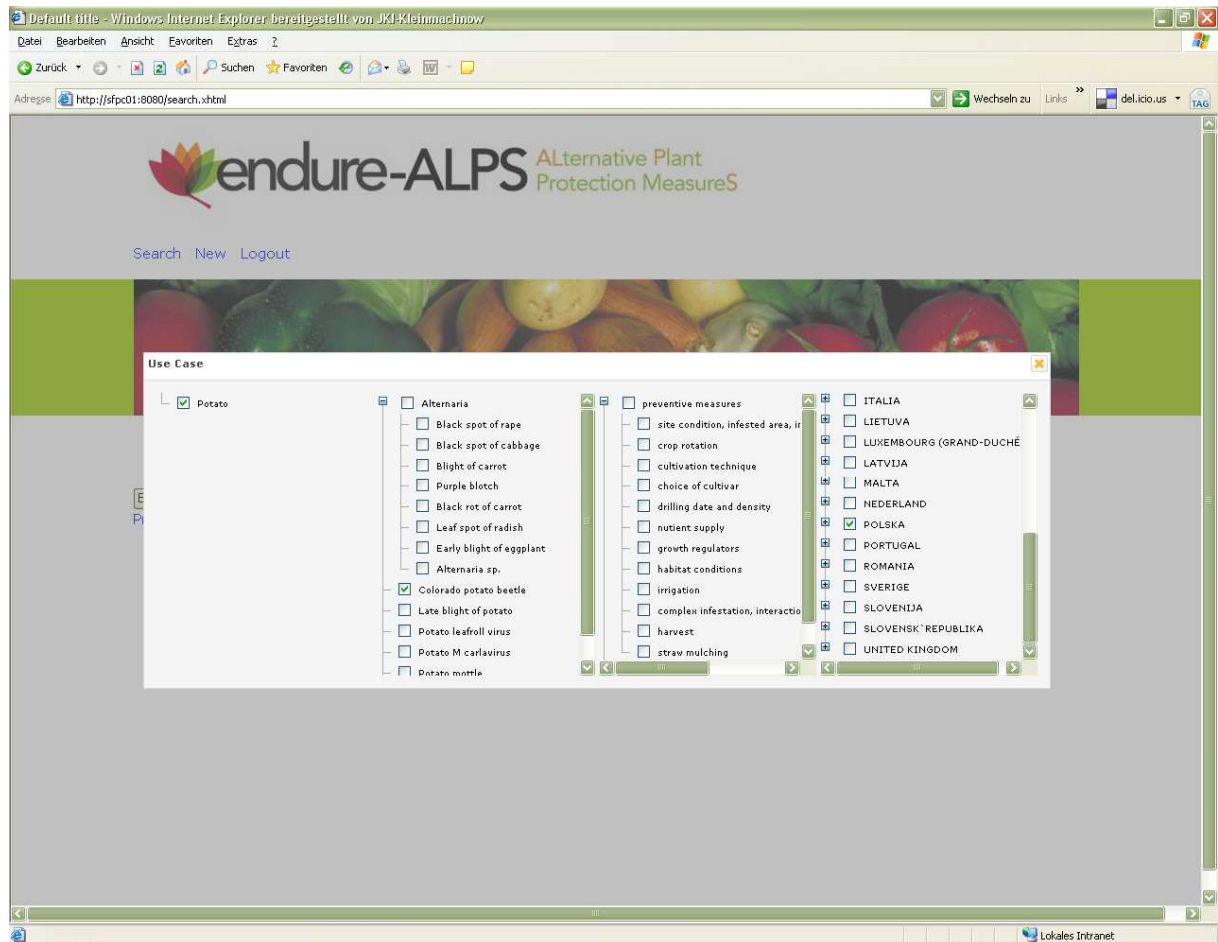 Default title - Windows Internet Explorer bereitgestellt von JKI-Kleinmachnow
Datei Bearbeiten Ansicht Favoriten Extras ?
Zurück Suchen Favoriten
Adresse http://sfpc01:8080/search.xhtml Wechseln zu Links » del.icio.us TAG
endure-ALPS ALternative Plant
Protection MeasureS
Search New Logout
Use Case
Potato
Alternaria
Black spot of rape
Black spot of cabbage
Blight of carrot
Purple blotch
Black rot of carrot
Leaf spot of radish
Early blight of eggplant
Alternaria sp.
Colorado potato beetle
Late blight of potato
Potato leafroll virus
Potato M carlavirus
Potato mottle
preventive measures
site condition, infested area, ir
crop rotation
cultivation technique
choice of cultivar
drilling date and density
nutient supply
growth regulators
habitat conditions
irrigation
complex infestation, interactio
harvest
straw mulching
ITALIA
LIETUVA
LUXEMBOURG (GRAND-DUCHÉ
LATVIJA
MALTA
NEDERLAND
POLSKA
PORTUGAL
ROMANIA
SVERIGE
SLOVENIJA
SLOVENSK`REPUBLIKA
UNITED KINGDOM
Lokales Intranet